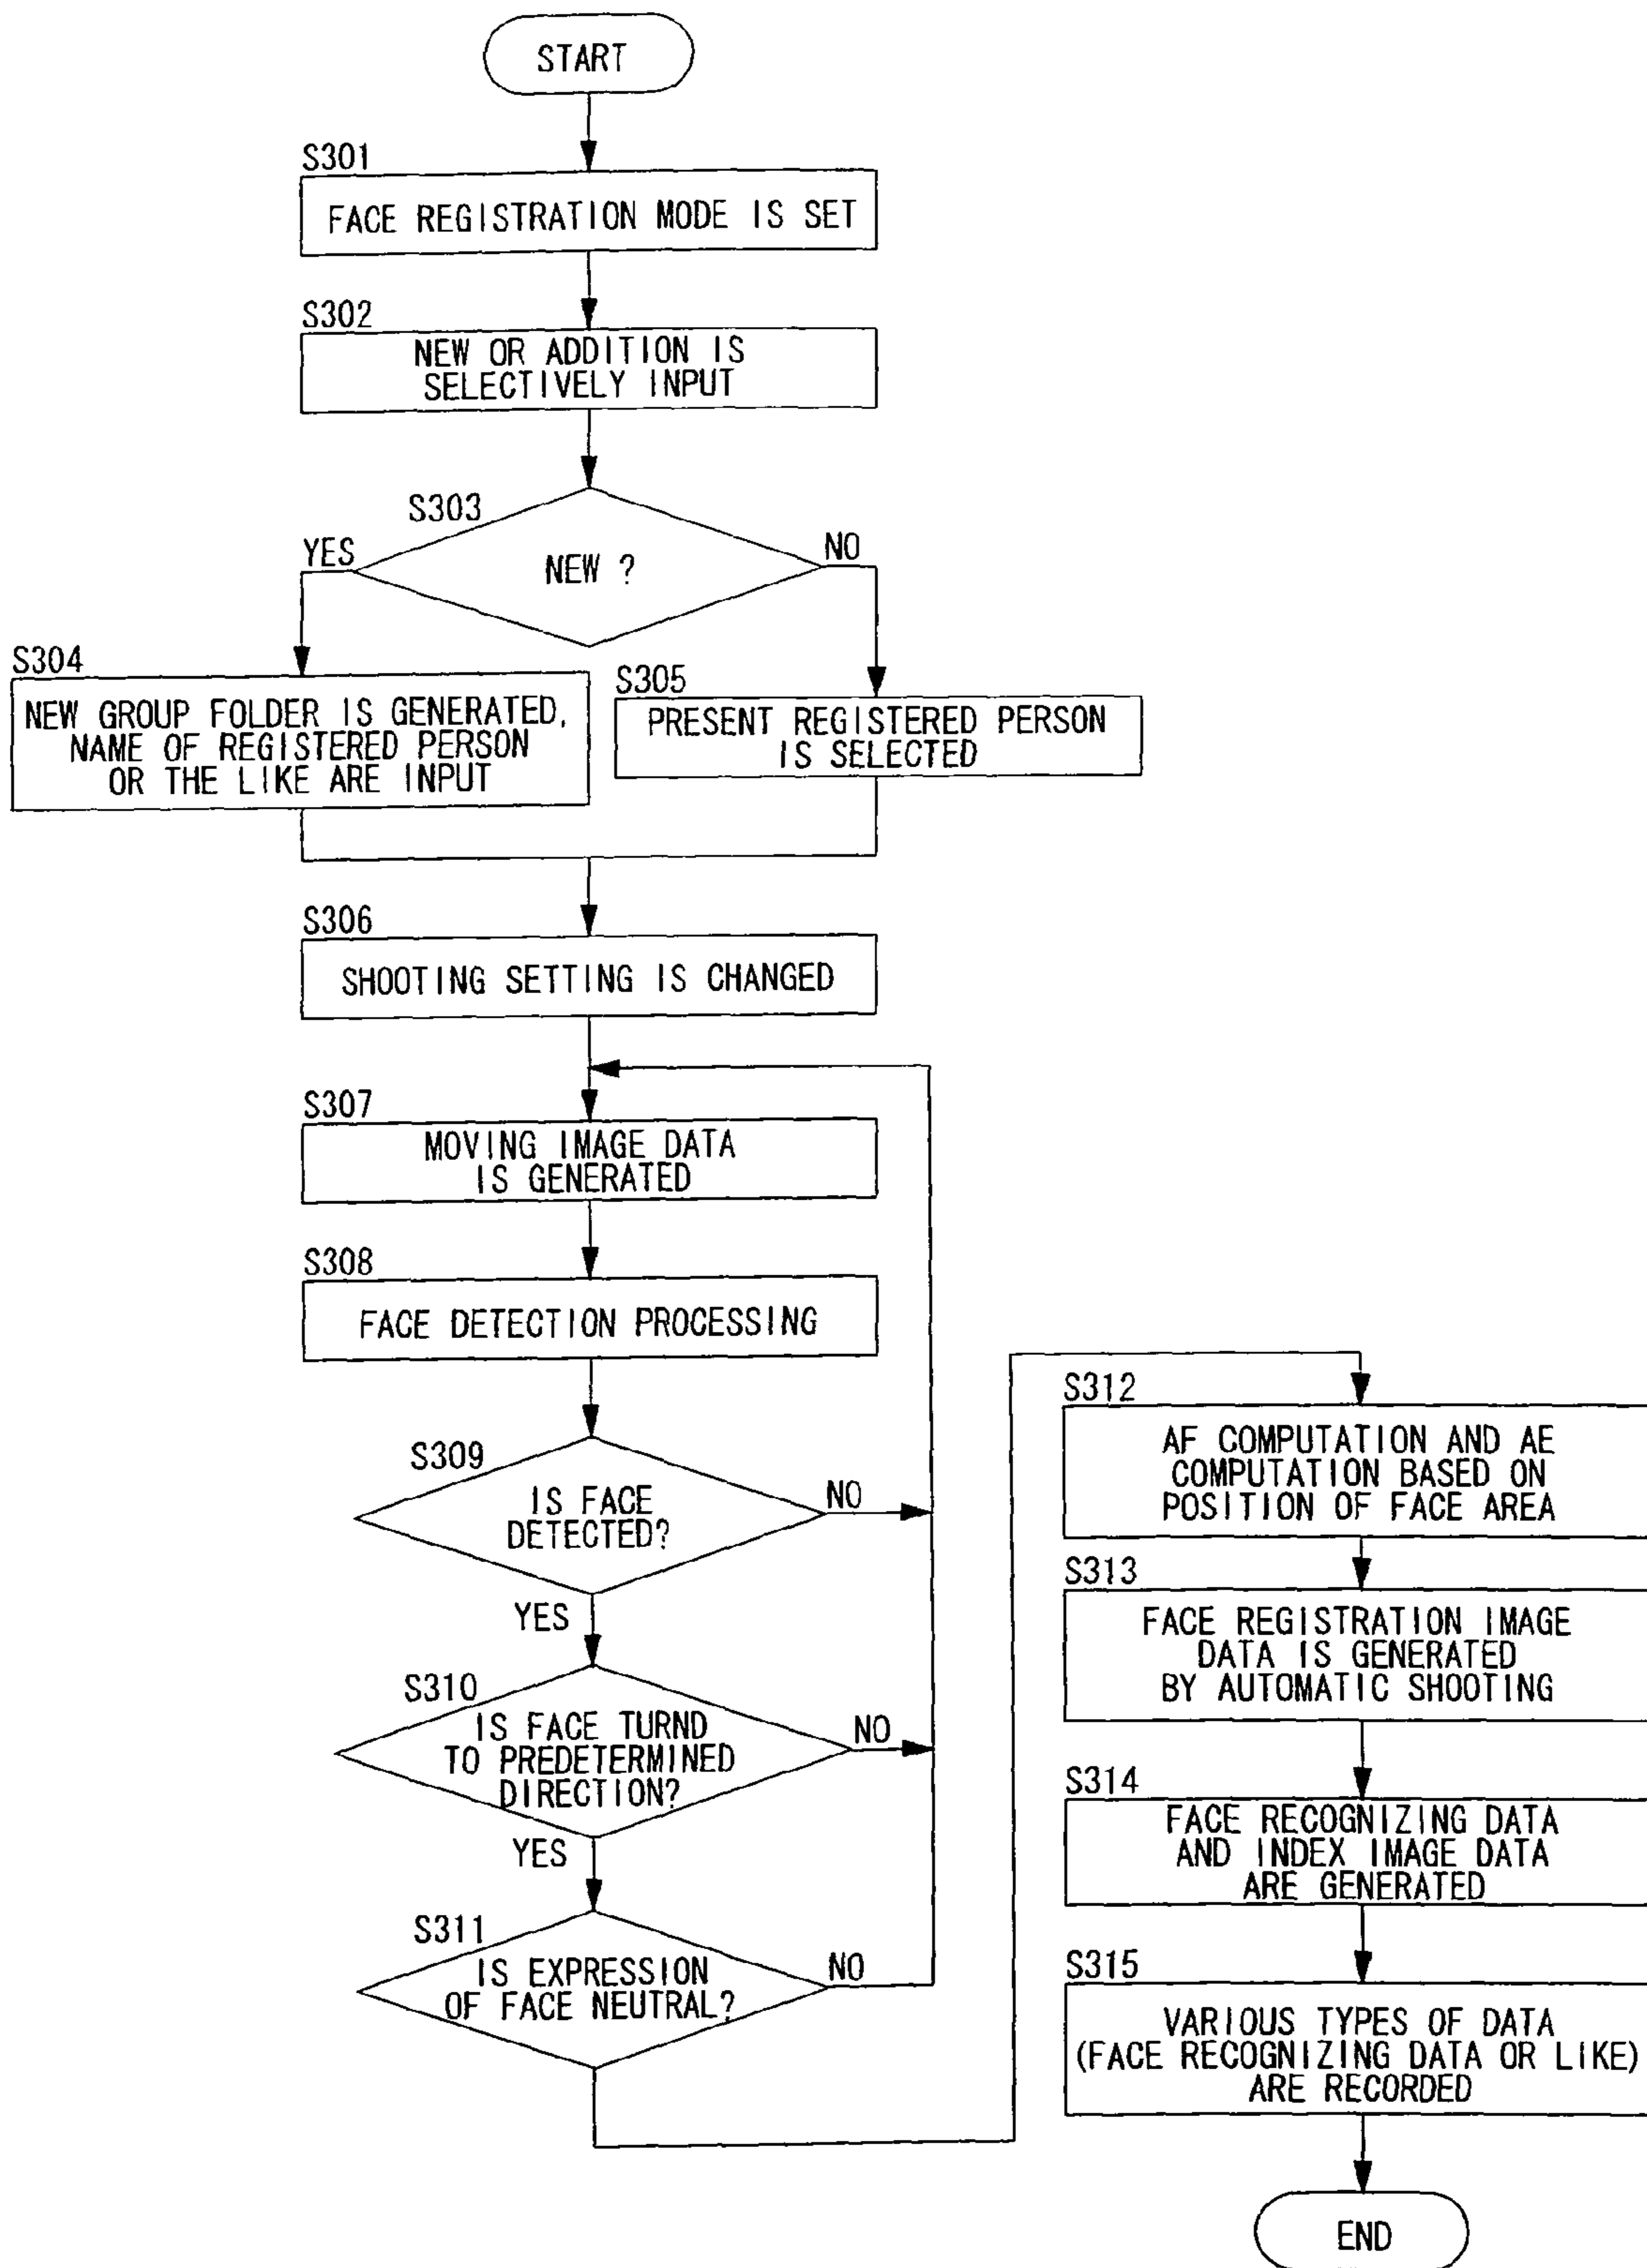 START
S301
FACE REGISTRATION MODE IS SET
S302
NEW OR ADDITION IS
SELECTIVELY INPUT
S303
YES
NO
NEW ?
S304
NEW GROUP FOLDER IS GENERATED,
NAME OF REGISTERED PERSON
OR THE LIKE ARE INPUT
S305
PRESENT REGISTERED PERSON
IS SELECTED
S306
SHOOTING SETTING IS CHANGED
S307
MOVING IMAGE DATA
IS GENERATED
S308
FACE DETECTION PROCESSING
S309
IS FACE
DETECTED?
NO
YES
S310
IS FACE TURND
TO PREDETERMINED
DIRECTION?
NO
YES
S311
IS EXPRESSION
OF FACE NEUTRAL?
NO
S312
AF COMPUTATION AND AE
COMPUTATION BASED ON
POSITION OF FACE AREA
S313
FACE REGISTRATION IMAGE
DATA IS GENERATED
BY AUTOMATIC SHOOTING
S314
FACE RECOGNIZING DATA
AND INDEX IMAGE DATA
ARE GENERATED
S315
VARIOUS TYPES OF DATA
(FACE RECOGNIZING DATA OR LIKE)
ARE RECORDED
END